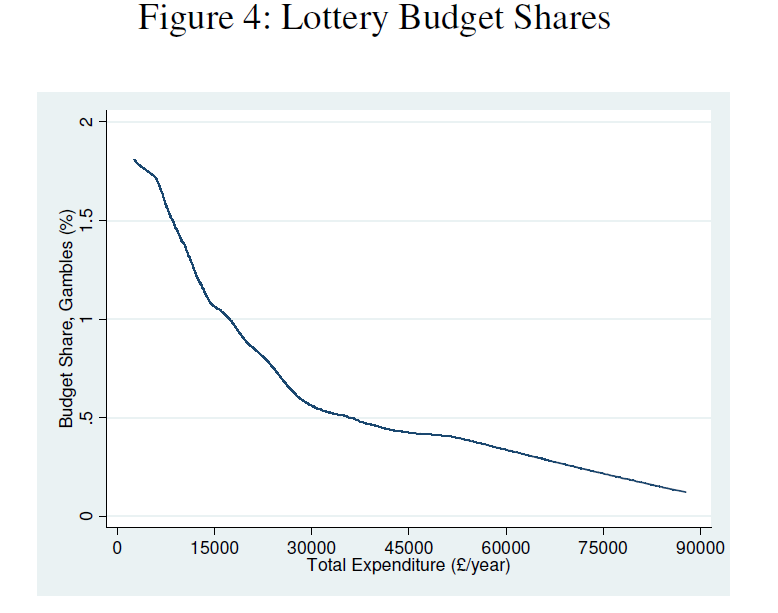 Figure 4: Lottery Budget Shares
Budget Share, Gambles (%)
2
1.5
1
.5
0
0 15000 30000 45000 60000 75000 90000
Total Expenditure (£/year)